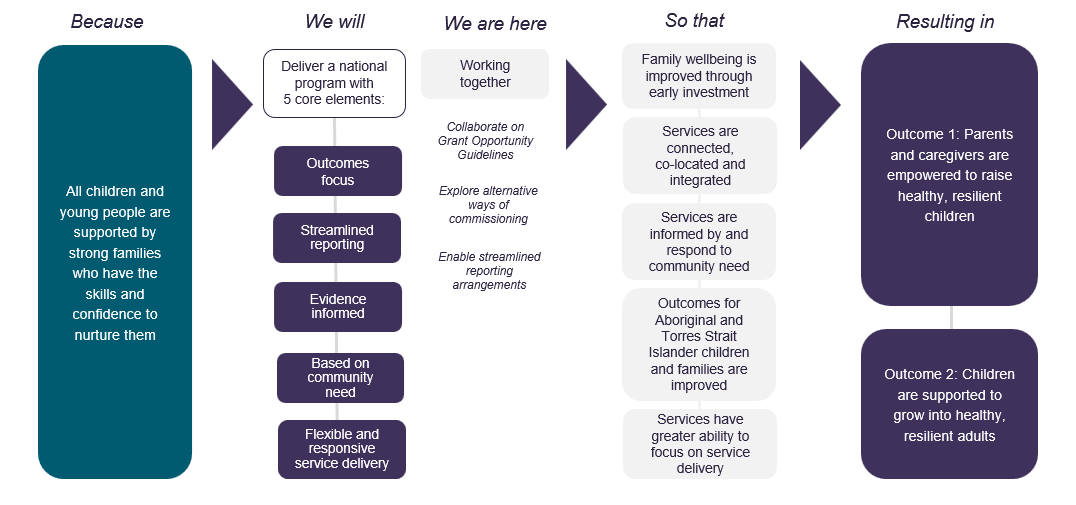 Because
All children and
young people are
supported by
strong families
who have the
skills and
confidence to
nurture them
We will
Deliver a national
program with
5 core elements:
Outcomes
focus
Streamlined
reporting
Evidence
informed
Based on
community
need
Flexible and
responsive
service delivery
We are here
Working
together
Collaborate on
Grant Opportunity
Guidelines
Explore alternative
ways of
commissioning
Enable streamlined
reporting
arrangements
So that
Family wellbeing is
improved through
early investment
Services are
connected,
co-located and
integrated
Services are
informed by and
respond to
community need
Outcomes for
Aboriginal and
Torres Strait
Islander children
and families are
improved
Services have
greater ability to
focus on service
delivery
Resulting in
Outcome 1: Parents
and caregivers are
empowered to raise
healthy, resilient
children
Outcome 2: Children
are supported to
grow into healthy,
resilient adults